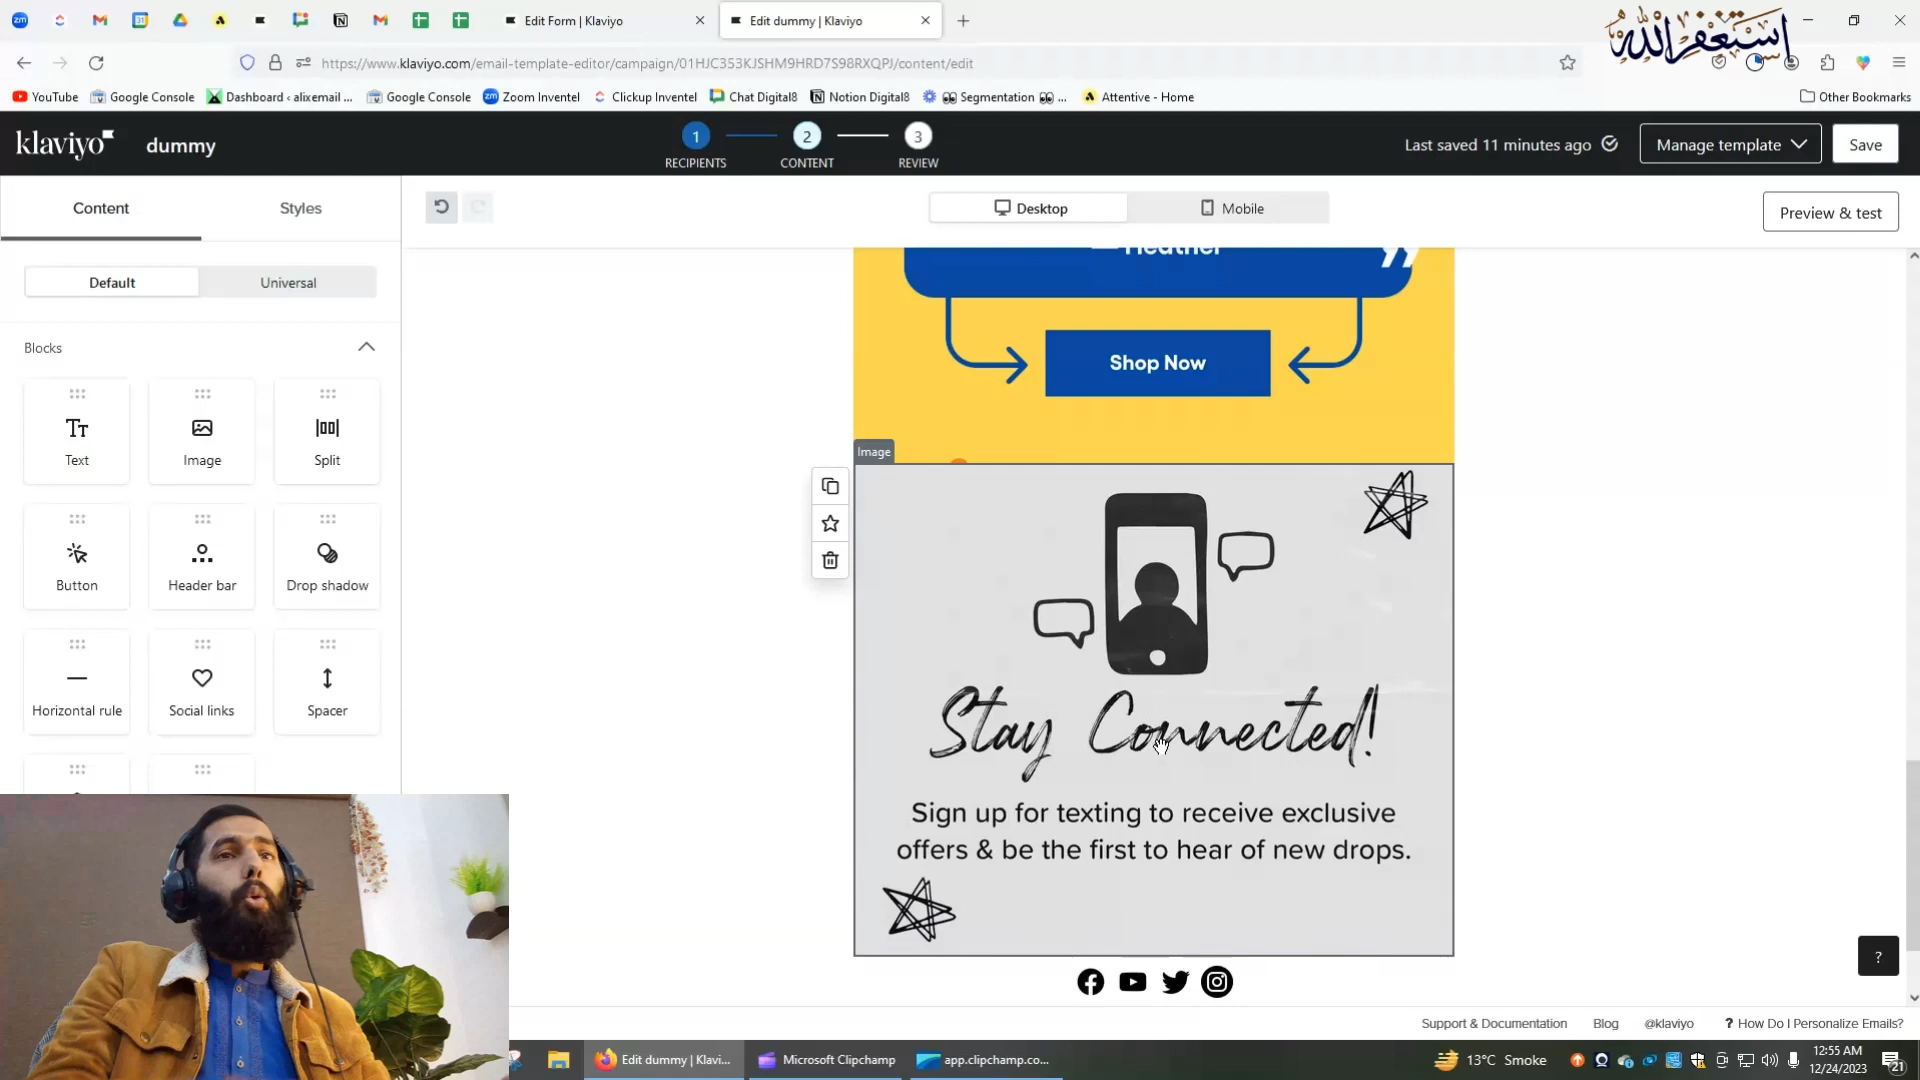 Edit Form | Klaviyo
Edit dummy | Klaviyo
أستغفر الله
https://www.klaviyo.com/email-template-editor/campaign/01HJC353KJSHM9HRD7S98RXQPJ/content/edit
YouTube Google Console Dashboard ‹ alixemail ... Google Console Zoom Inventel Clickup Inventel Chat Digital8 Notion Digital8 Segmentation ... Attentive - Home Other Bookmarks
klaviyo dummy
1 2 3
RECIPIENTS CONTENT REVIEW
Last saved 11 minutes ago
Manage template
Save
Content Styles
Desktop Mobile
Preview & test
Default Universal
Blocks
Text Image Split
Button Header bar Drop shadow
Horizontal rule Social links Spacer
— Heather
Shop Now
Image
Stay Connected!
Sign up for texting to receive exclusive
offers & be the first to hear of new drops.
?
Support & Documentation Blog @klaviyo ? How Do I Personalize Emails?
Edit dummy | Klavi... Microsoft Clipchamp app.clipchamp.co...
13°C Smoke
12:55 AM
12/24/2023
21